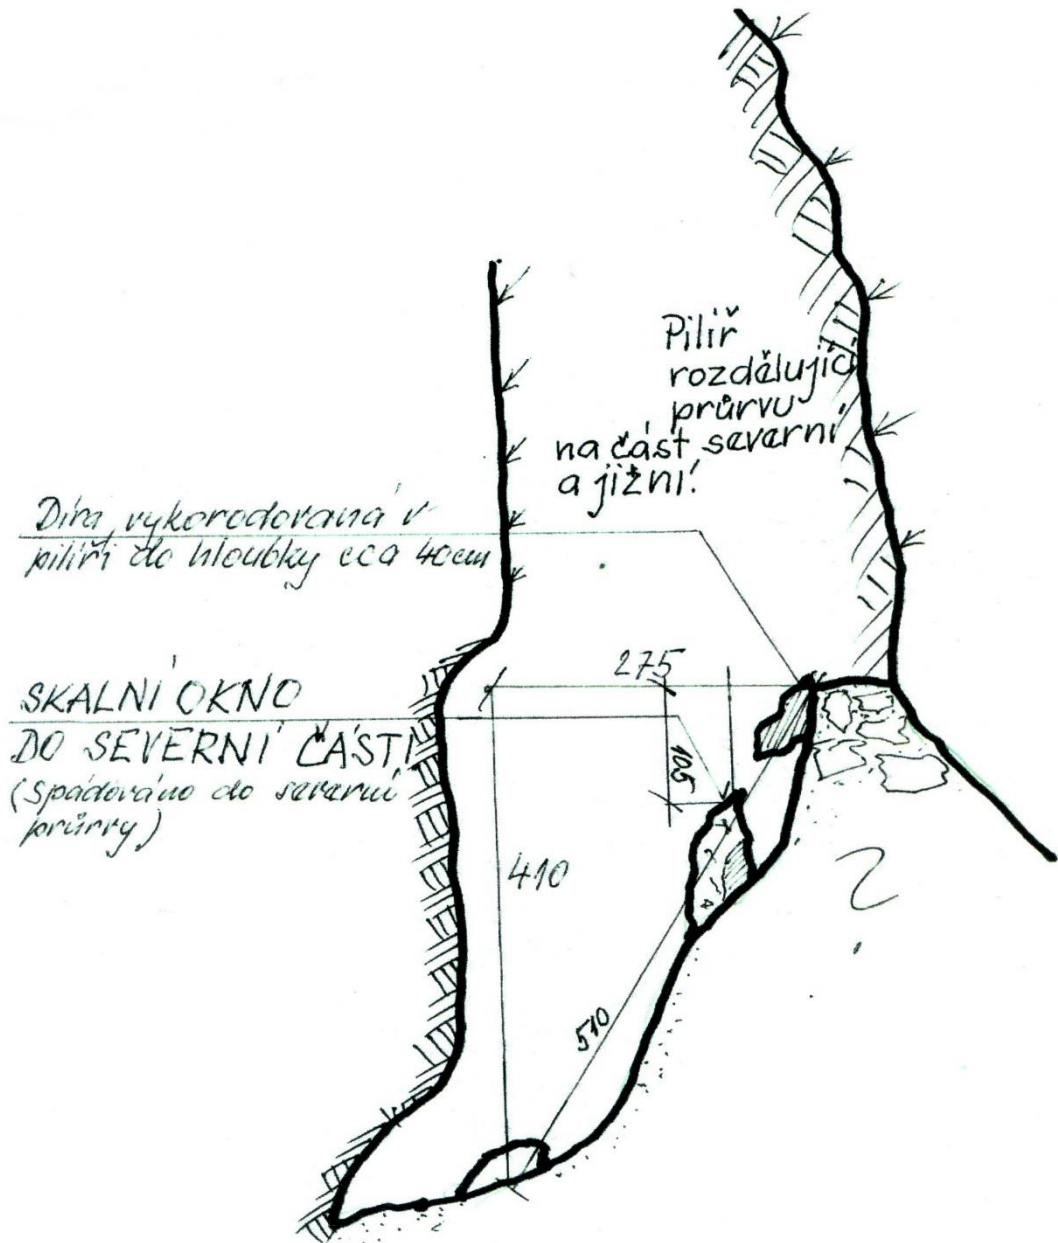 Pilíř
rozdělující
průrvu
na část severní
a jižní!
Díra vykorodovaná v
pilíři do hloubky cca 40cm
275
SKALNÍ OKNO
DO SEVERNÍ ČÁSTI
(Spádováno do severní
průrvy)
105
410
510